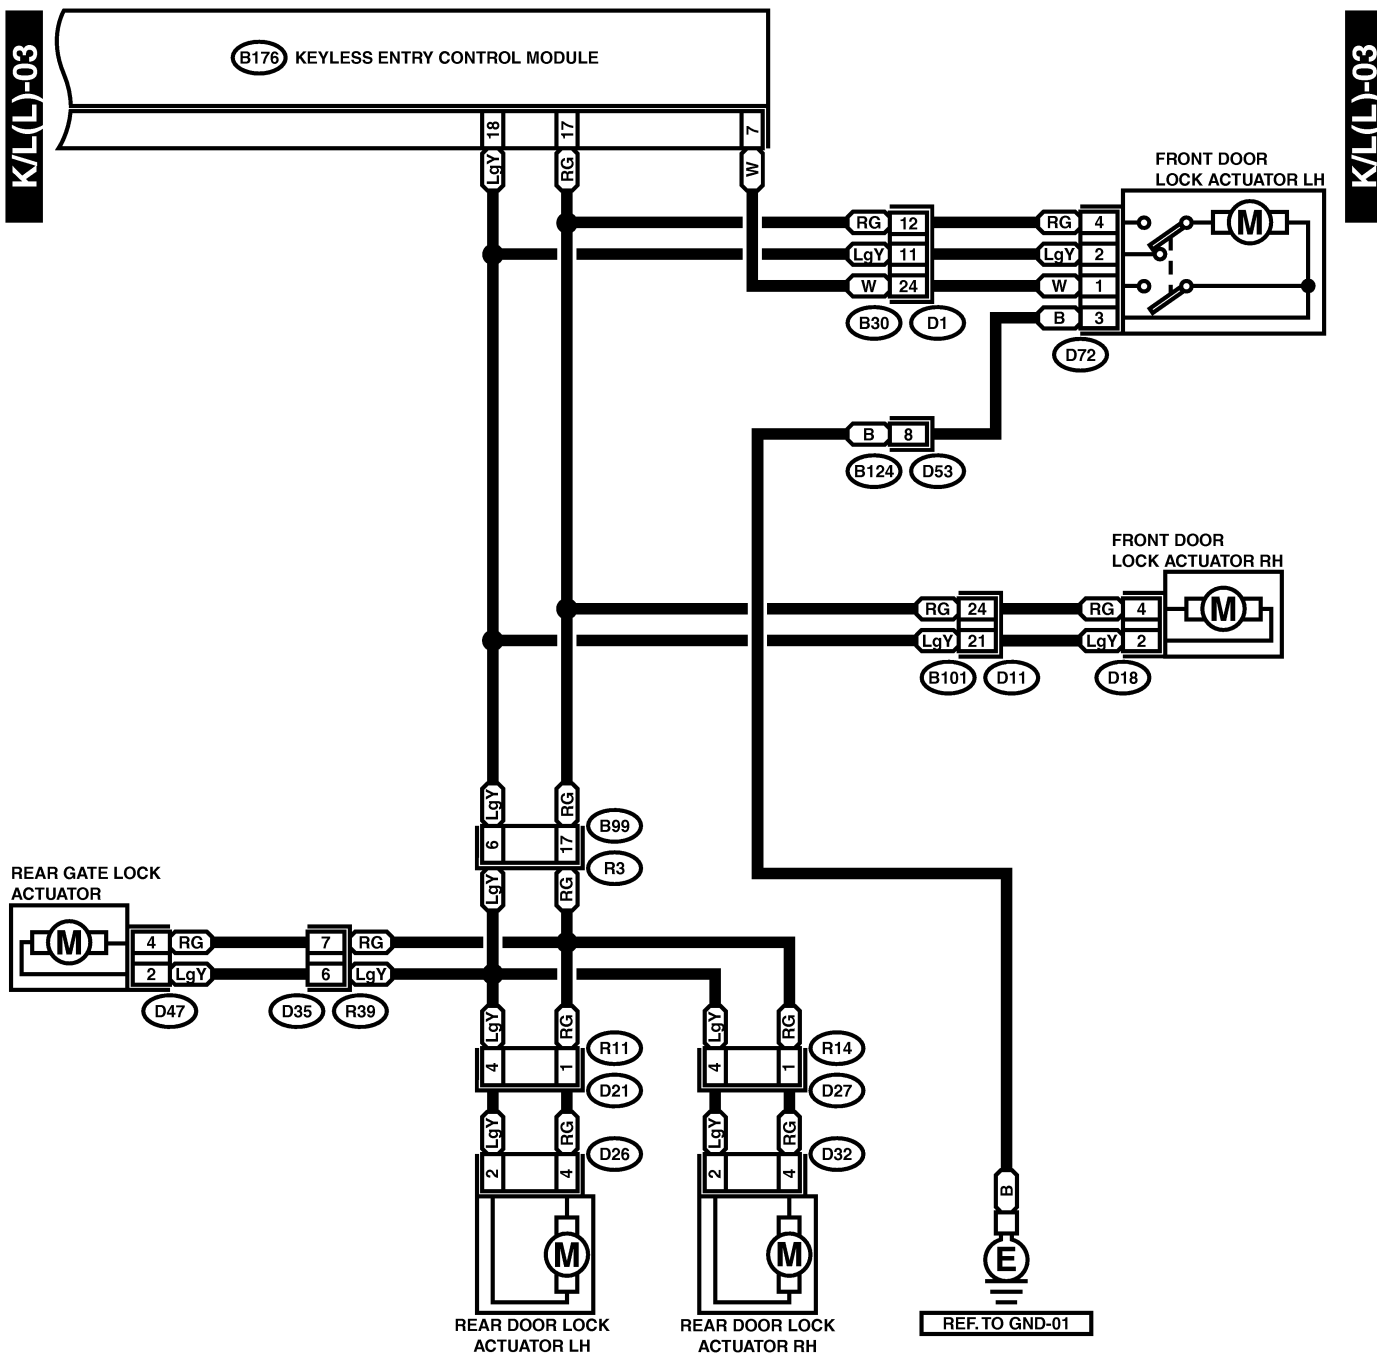 K/L(L)-03
K/L(L)-03
B176 KEYLESS ENTRY CONTROL MODULE
18 17 7
LgY RG W
FRONT DOOR
LOCK ACTUATOR LH
RG 12 RG 4 M
LgY 11 LgY 2
W 24 W 1
B 3
B30 D1
D72
B 8
B124 D53
FRONT DOOR
LOCK ACTUATOR RH
RG 24 RG 4 M
LgY 21 LgY 2
B101 D11 D18
LgY RG
6 17
B99
R3
LgY RG
REAR GATE LOCK
ACTUATOR
M 4 RG 7 RG
2 LgY 6 LgY
D47 D35 R39
LgY RG LgY RG
R11 R14
4 1 4 1
D21 D27
LgY RG LgY RG
D26 D32
2 4 2 4
B
M M E
REF. TO GND-01
REAR DOOR LOCK
ACTUATOR LH
REAR DOOR LOCK
ACTUATOR RH